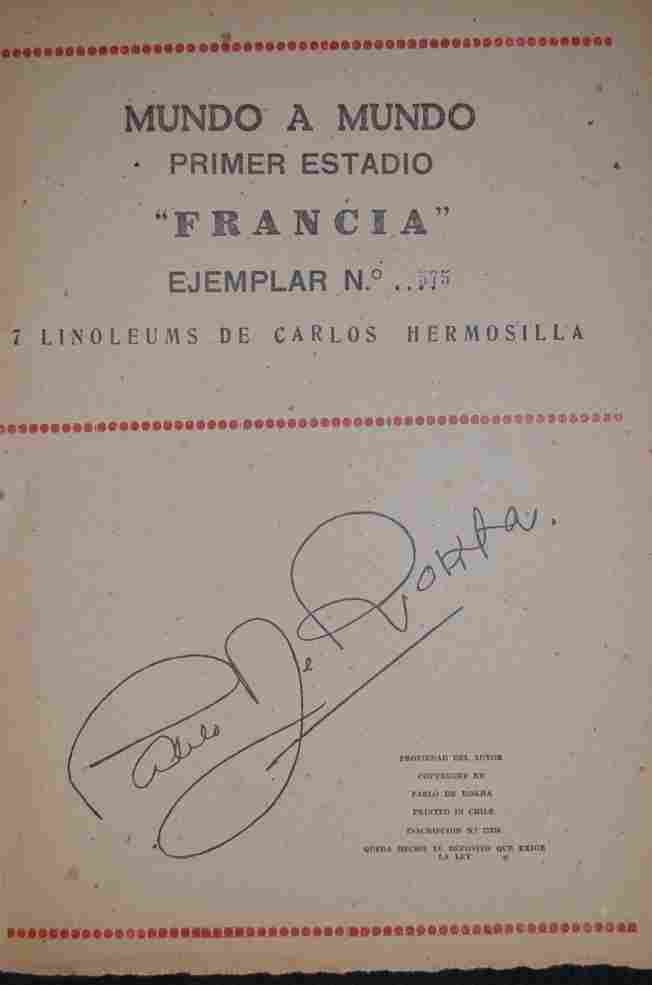 MUNDO A MUNDO
PRIMER ESTADIO
"FRANCIA"
EJEMPLAR N.º ....575
7 LINOLEUMS DE CARLOS HERMOSILLA
Pablo De Rokha.
PROPIEDAD DEL AUTOR
COPYRIGHT BY
PABLO DE ROKHA
PRINTED IN CHILE
INSCRIPCION N.º
QUEDA HECHO EL DEPOSITO QUE EXIGE
LA LEY